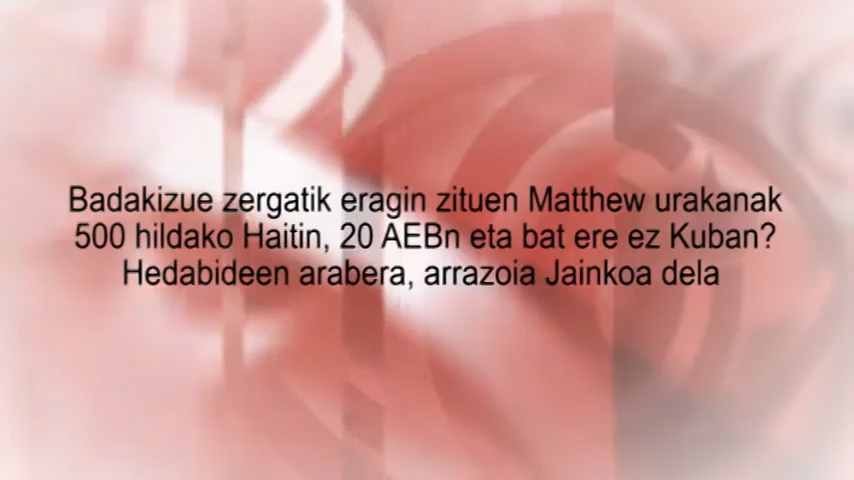 Badakizue zergatik eragin zituen Matthew urakanak
500 hildako Haitin, 20 AEBn eta bat ere ez Kuban?
Hedabideen arabera, arrazoia Jainkoa dela